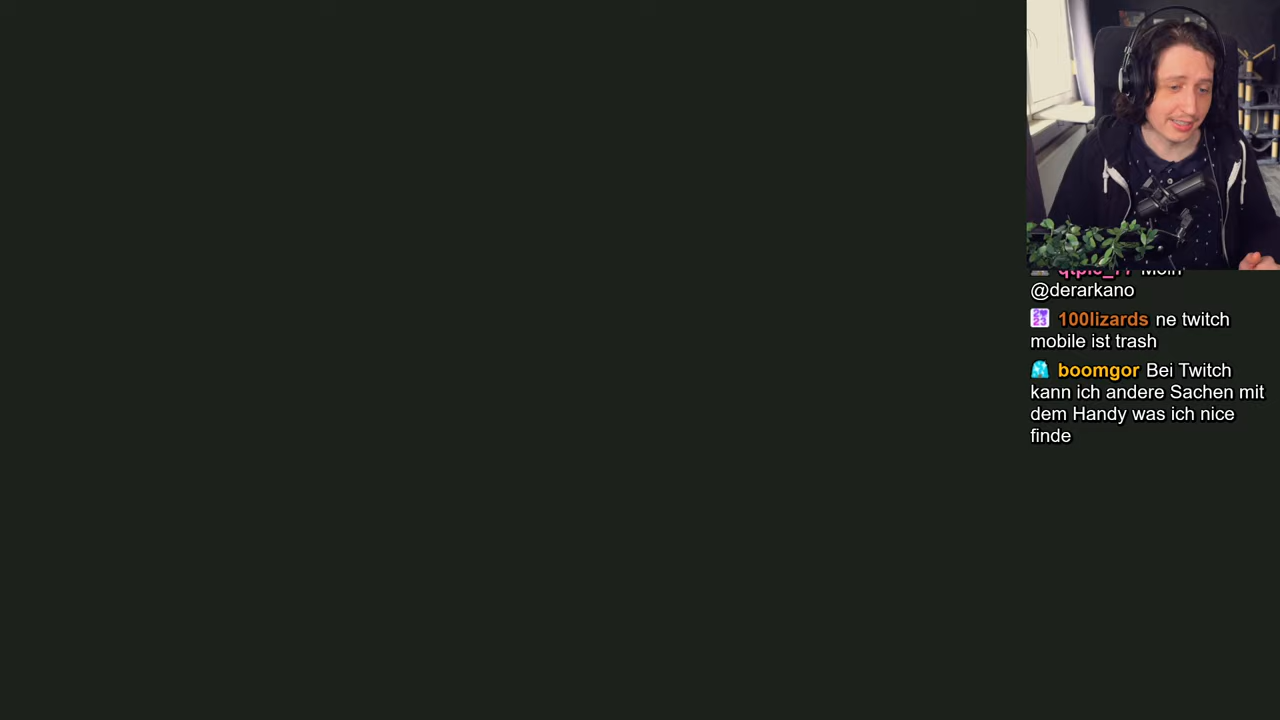 @derarkano
100lizards ne twitch
mobile ist trash
boomgor Bei Twitch
kann ich andere Sachen mit
dem Handy was ich nice
finde